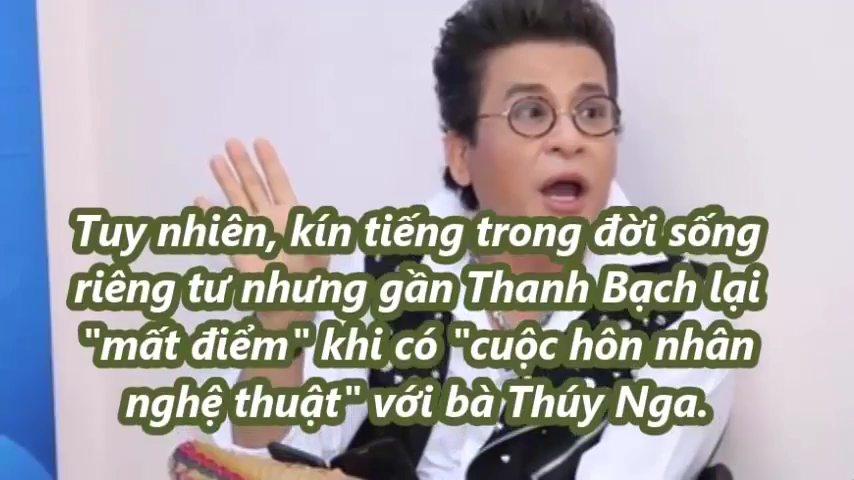 Tuy nhiên, kín tiếng trong đời sống
riêng tư nhưng gần Thanh Bạch lại
"mất điểm" khi có "cuộc hôn nhân
nghệ thuật" với bà Thúy Nga.